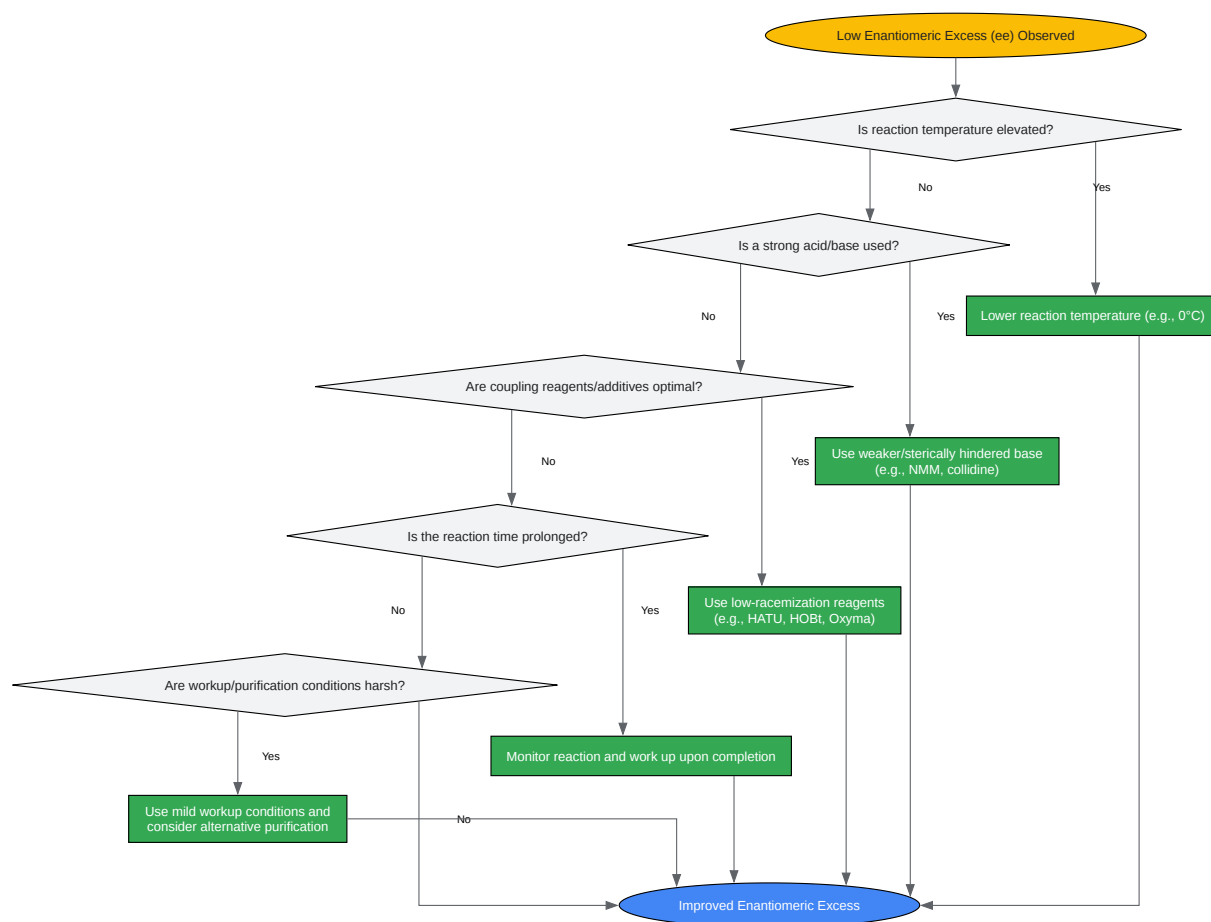 Low Enantiomeric Excess (ee) Observed
Is reaction temperature elevated?
No
Yes
Is a strong acid/base used?
No
Yes
Lower reaction temperature (e.g., 0°C)
Are coupling reagents/additives optimal?
No
Yes
Use weaker/sterically hindered base
(e.g., NMM, collidine)
Is the reaction time prolonged?
No
Yes
Use low-racemization reagents
(e.g., HATU, HOBt, Oxyma)
Are workup/purification conditions harsh?
Yes
Monitor reaction and work up upon completion
Use mild workup conditions and
consider alternative purification
No
Improved Enantiomeric Excess